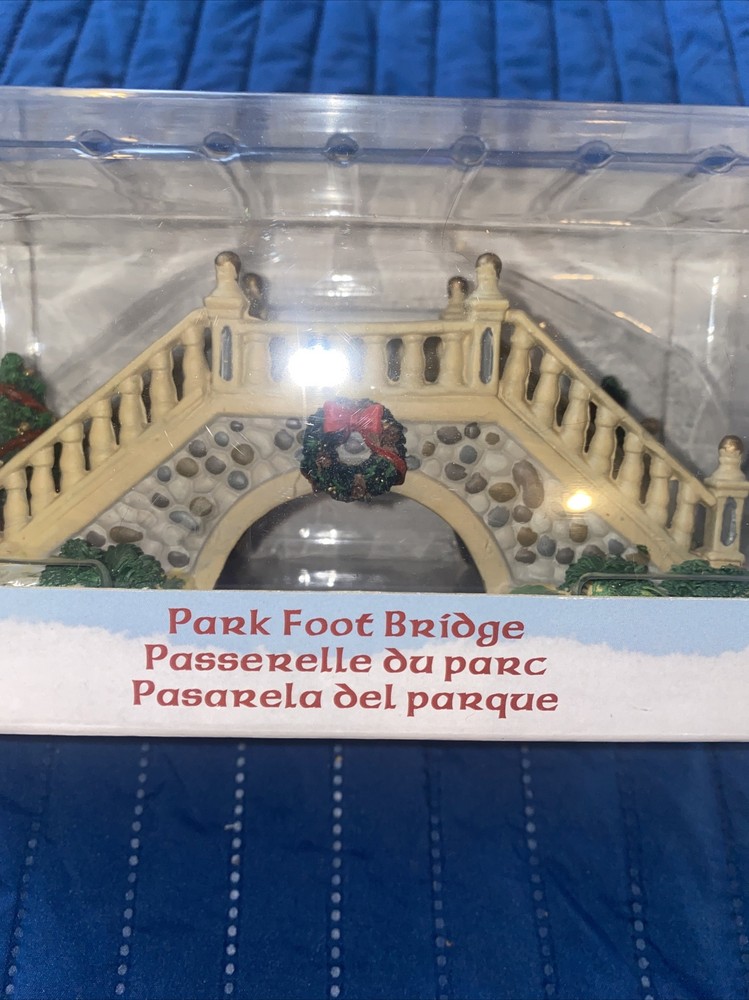 Park Foot Bridge
Passerelle du parc
Pasarela del parque